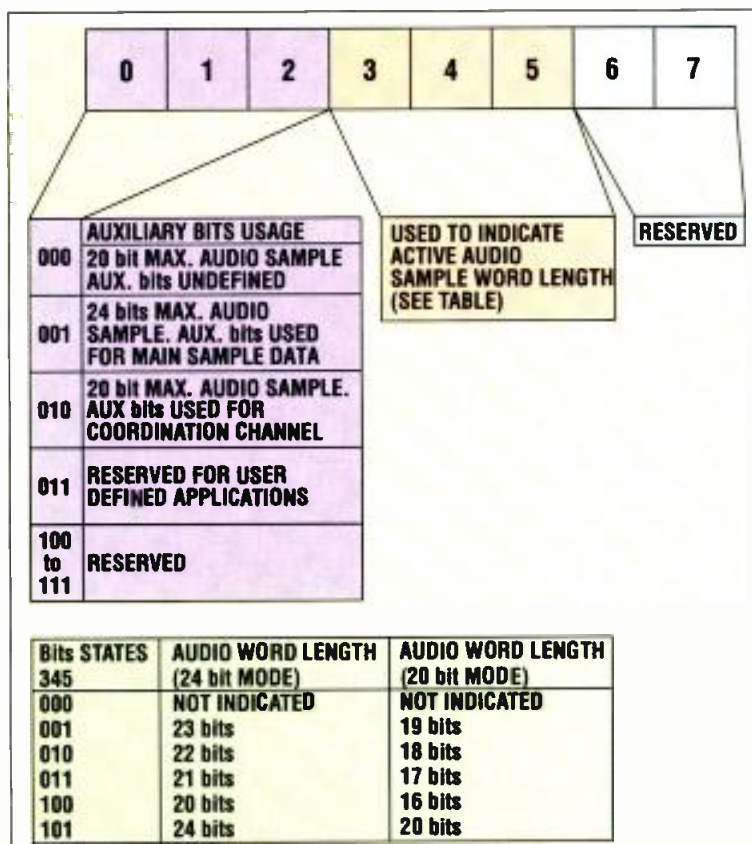 0 1 2 3 4 5 6 7
AUXILIARY BITS USAGE
000 20 bit MAX. AUDIO SAMPLE
AUX. bits UNDEFINED
001 24 bits MAX. AUDIO
SAMPLE. AUX. bits USED
FOR MAIN SAMPLE DATA
010 20 bit MAX. AUDIO SAMPLE.
AUX bits USED FOR
COORDINATION CHANNEL
011 RESERVED FOR USER
DEFINED APPLICATIONS
100
to
111
RESERVED
USED TO INDICATE
ACTIVE AUDIO
SAMPLE WORD LENGTH
(SEE TABLE)
RESERVED
Bits STATES AUDIO WORD LENGTH AUDIO WORD LENGTH
345 (24 bit MODE) (20 bit MODE)
000 NOT INDICATED NOT INDICATED
001 23 bits 19 bits
010 22 bits 18 bits
011 21 bits 17 bits
100 20 bits 16 bits
101 24 bits 20 bits